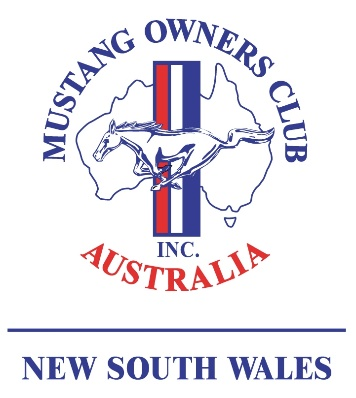 MUSTANG OWNERS CLUB
INC.
AUSTRALIA
NEW SOUTH WALES